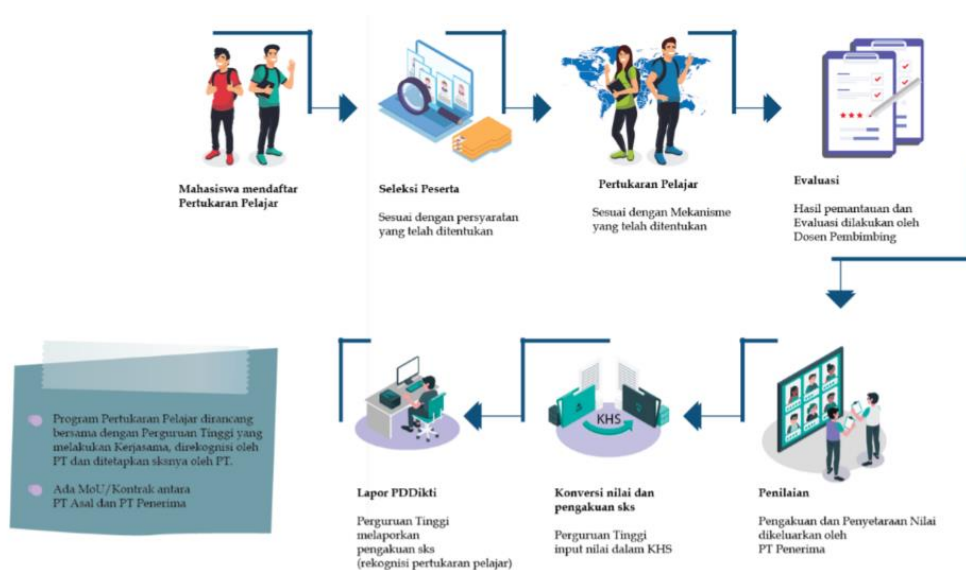 Mahasiswa mendaftar
Pertukaran Pelajar
Seleksi Peserta
Sesuai dengan persyaratan
yang telah ditentukan
Pertukaran Pelajar
Sesuai dengan Mekanisme
yang telah ditentukan
Evaluasi
Hasil pemantauan dan
Evaluasi dilakukan oleh
Dosen Pembimbing
Penilaian
Pengakuan dan Penyetaraan Nilai
dikeluarkan oleh
PT Penerima
KHS
Konversi nilai dan
pengakuan sks
Perguruan Tinggi
input nilai dalam KHS
Lapor PDDikti
Perguruan Tinggi
melaporkan
pengakuan sks
(rekognisi pertukaran pelajar)
Program Pertukaran Pelajar dirancang
bersama dengan Perguruan Tinggi yang
melakukan Kerjasama, direkognisi oleh
PT dan ditetapkan sksnya oleh PT.
Ada MoU/Kontrak antara
PT Asal dan PT Penerima